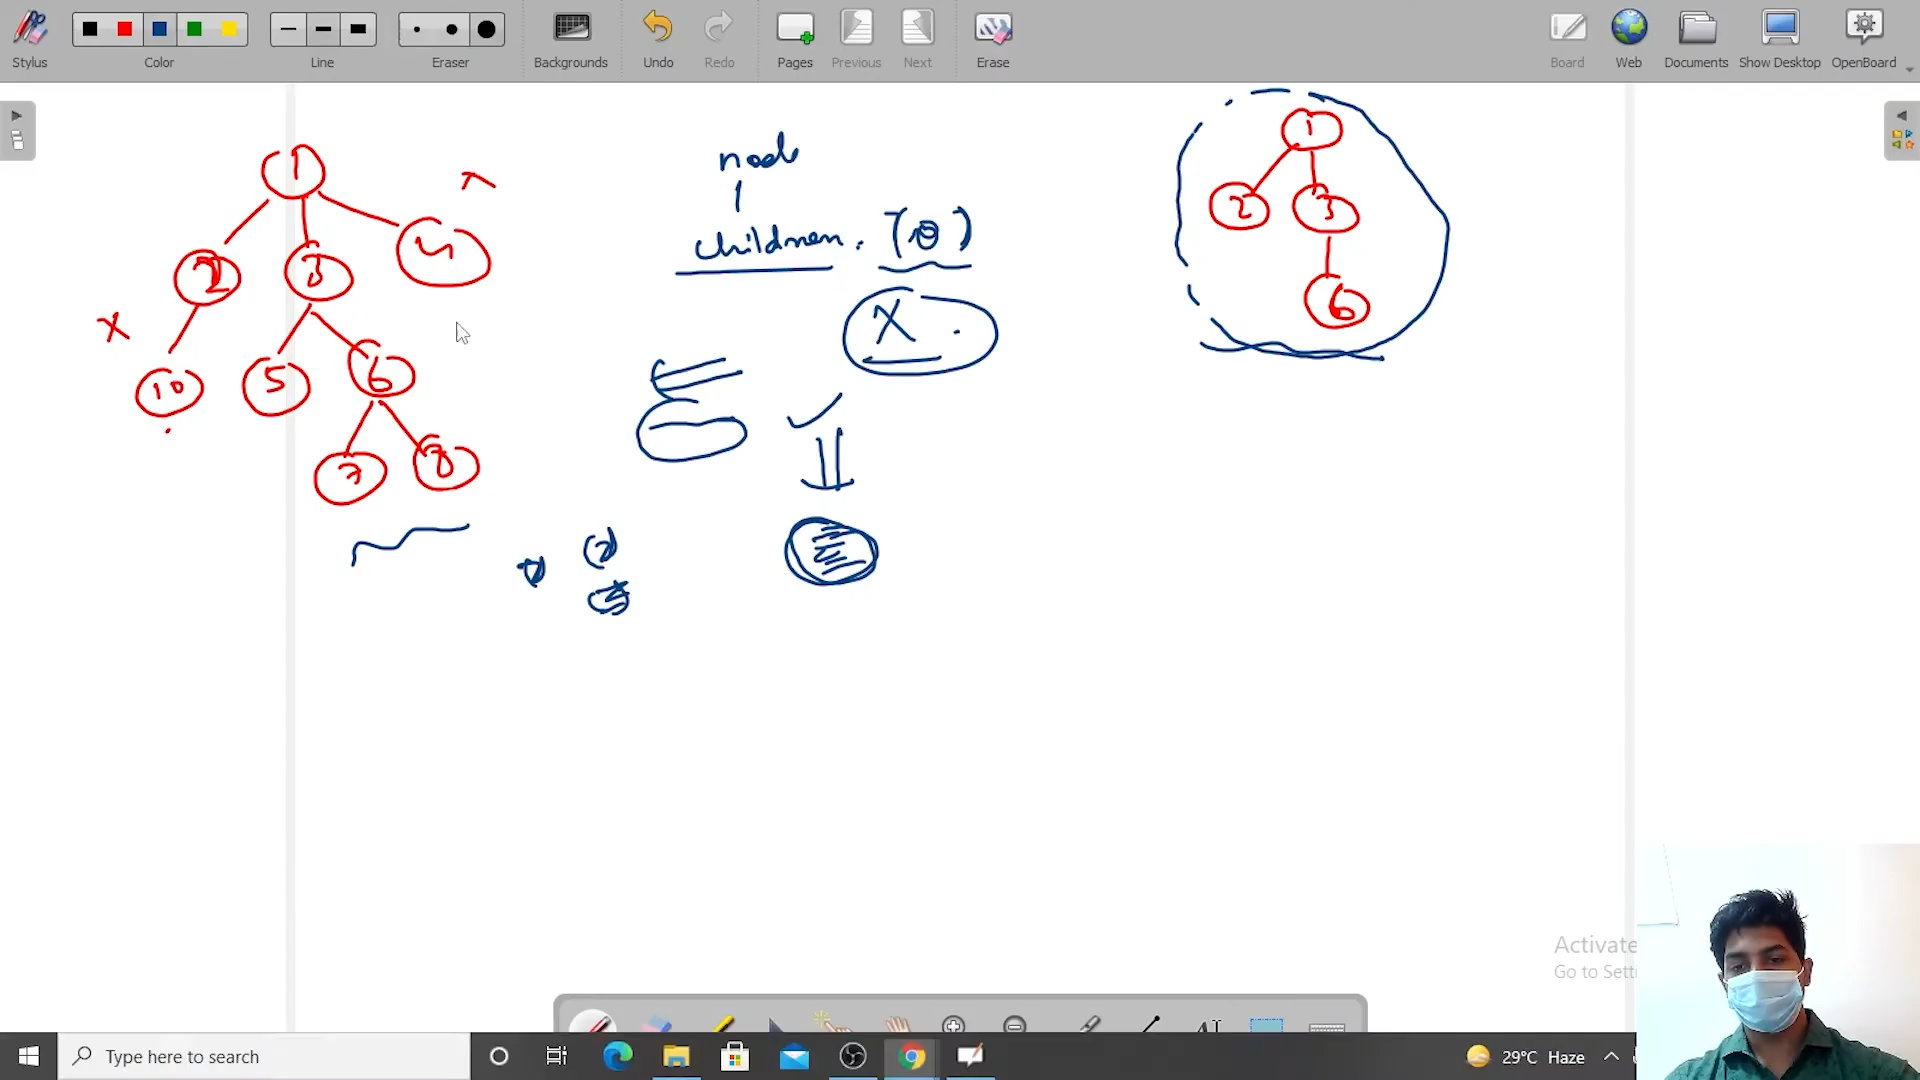 Stylus
Color
Line
Eraser
Backgrounds
Undo
Redo
Pages
Previous
Next
Erase
Board
Web
Documents
Show Desktop
OpenBoard
1
2
3
4
10
5
6
7
8
X
node
children. (θ)
X
1
2
3
6
Activate
Go to Sett
Type here to search
29°C Haze